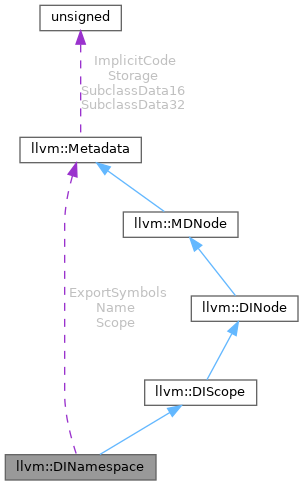 unsigned
ImplicitCode
Storage
SubclassData16
SubclassData32
llvm::Metadata
llvm::MDNode
ExportSymbols
Name
Scope
llvm::DINode
llvm::DIScope
llvm::DINamespace